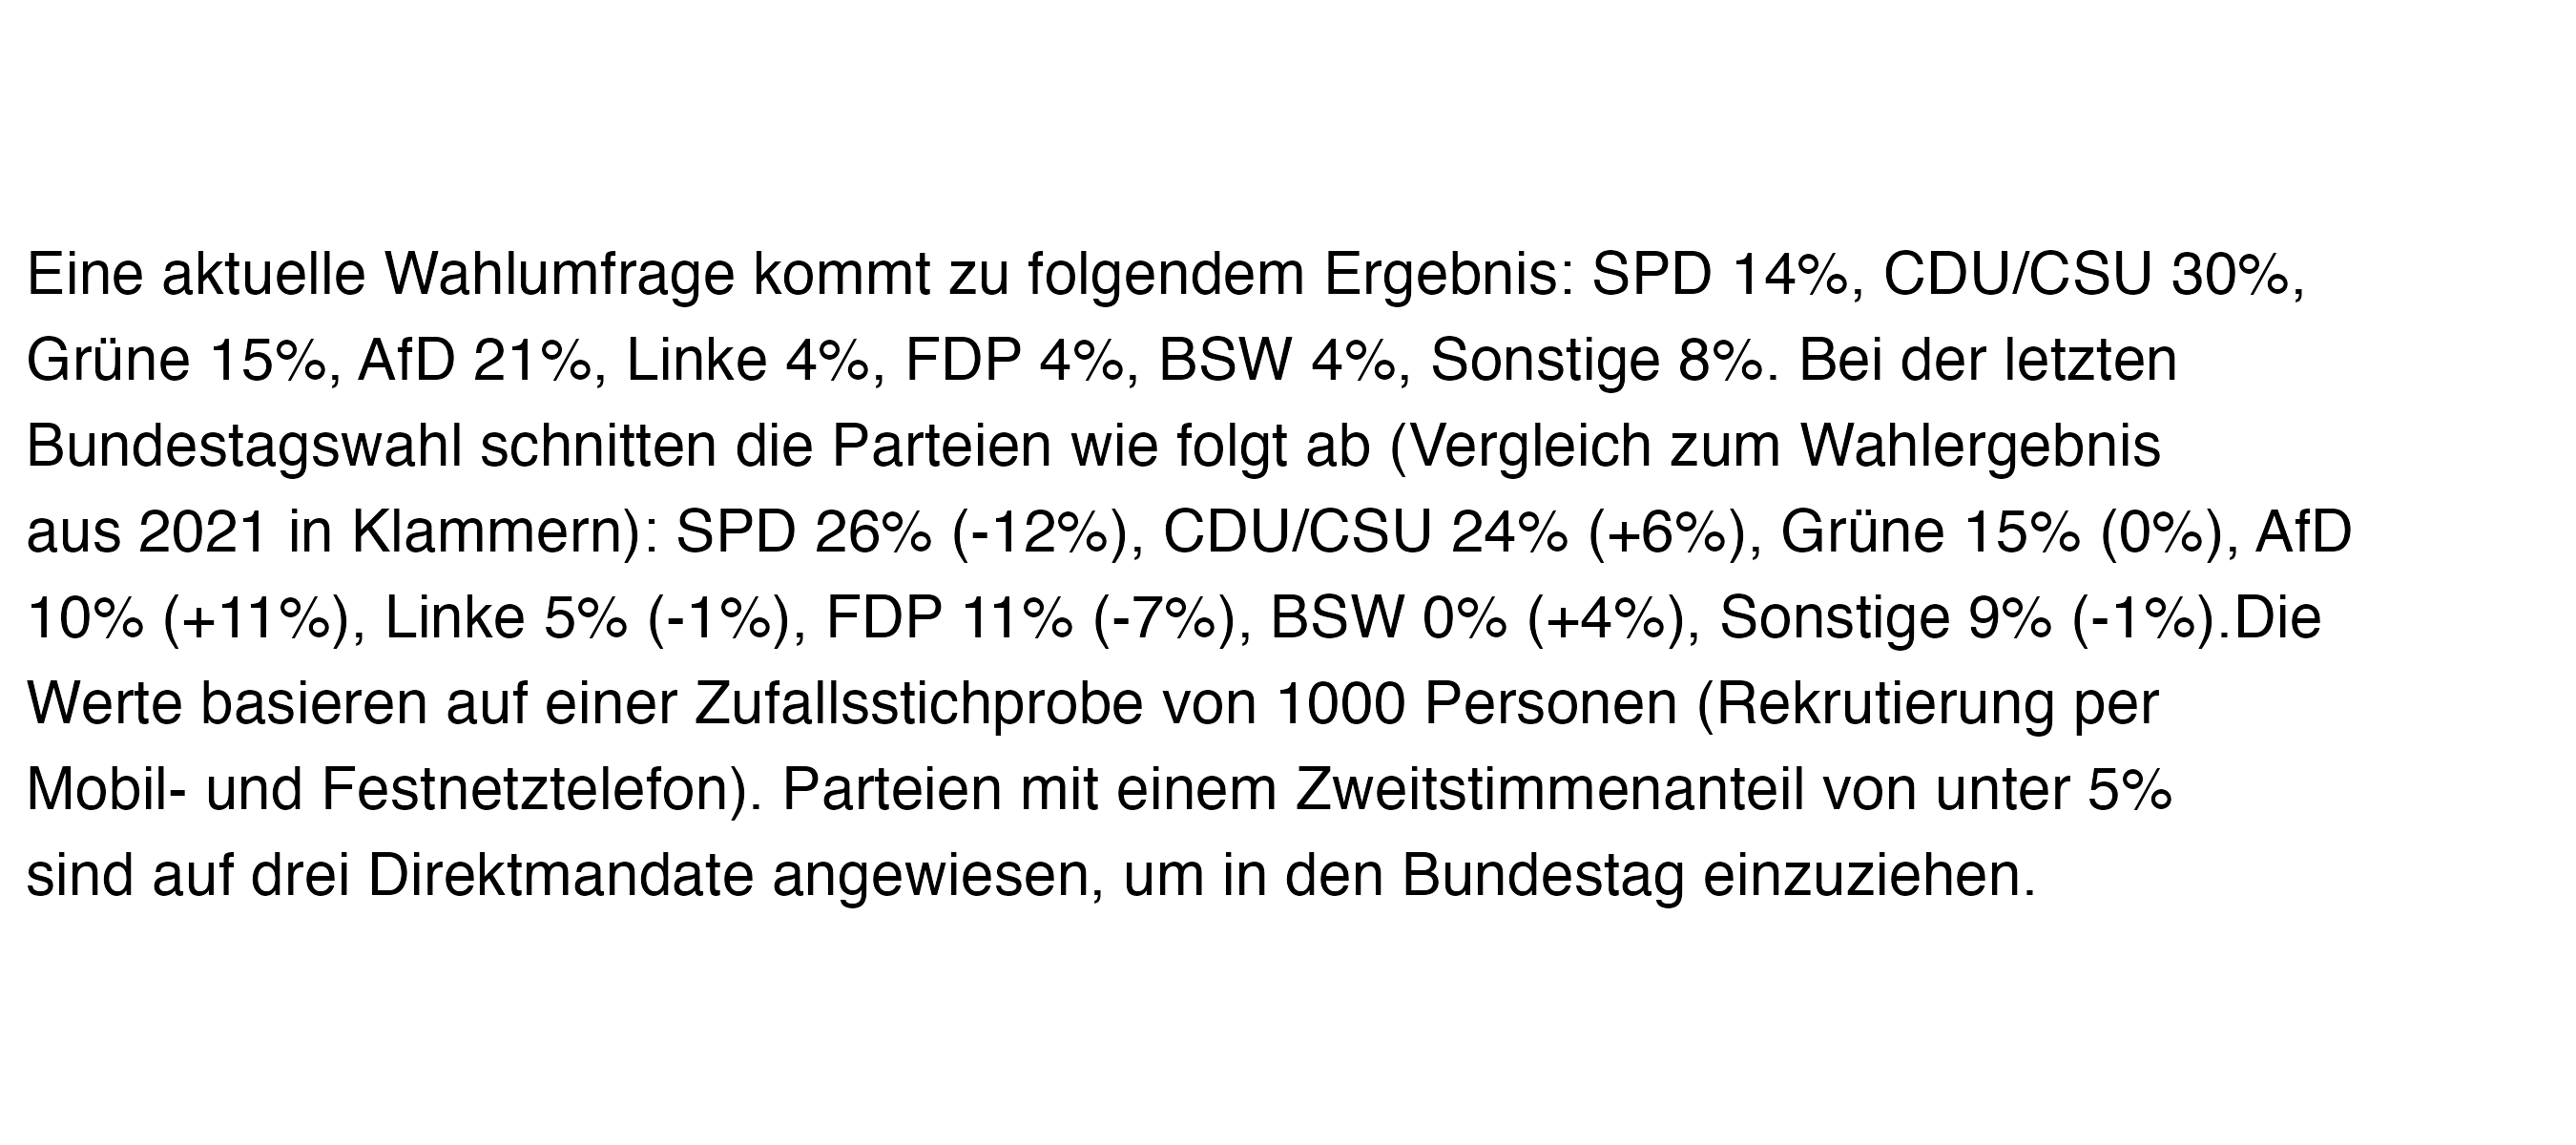 Eine aktuelle Wahlumfrage kommt zu folgendem Ergebnis: SPD 14%, CDU/CSU 30%,
Grüne 15%, AfD 21%, Linke 4%, FDP 4%, BSW 4%, Sonstige 8%. Bei der letzten
Bundestagswahl schnitten die Parteien wie folgt ab (Vergleich zum Wahlergebnis
aus 2021 in Klammern): SPD 26% (-12%), CDU/CSU 24% (+6%), Grüne 15% (0%), AfD
10% (+11%), Linke 5% (-1%), FDP 11% (-7%), BSW 0% (+4%), Sonstige 9% (-1%).Die
Werte basieren auf einer Zufallsstichprobe von 1000 Personen (Rekrutierung per
Mobil- und Festnetztelefon). Parteien mit einem Zweitstimmenanteil von unter 5%
sind auf drei Direktmandate angewiesen, um in den Bundestag einzuziehen.